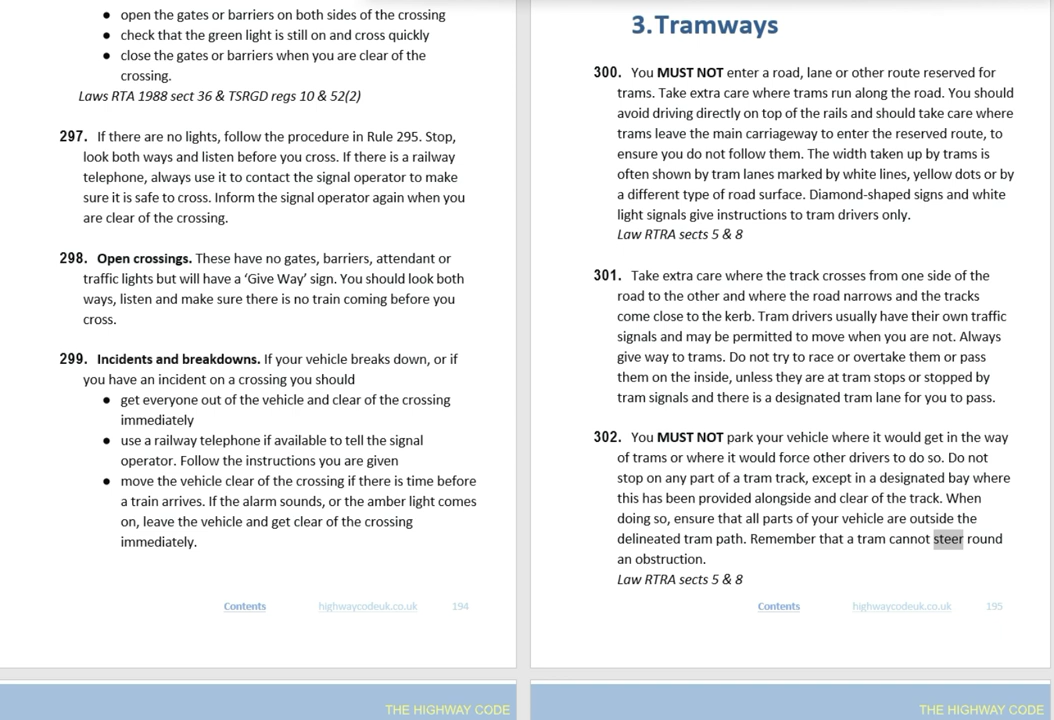 ● open the gates or barriers on both sides of the crossing
● check that the green light is still on and cross quickly
● close the gates or barriers when you are clear of the
crossing.
Laws RTA 1988 sect 36 & TSRGD regs 10 & 52(2)
297. If there are no lights, follow the procedure in Rule 295. Stop,
look both ways and listen before you cross. If there is a railway
telephone, always use it to contact the signal operator to make
sure it is safe to cross. Inform the signal operator again when you
are clear of the crossing.
298. Open crossings. These have no gates, barriers, attendant or
traffic lights but will have a ‘Give Way’ sign. You should look both
ways, listen and make sure there is no train coming before you
cross.
299. Incidents and breakdowns. If your vehicle breaks down, or if
you have an incident on a crossing you should
● get everyone out of the vehicle and clear of the crossing
immediately
● use a railway telephone if available to tell the signal
operator. Follow the instructions you are given
● move the vehicle clear of the crossing if there is time before
a train arrives. If the alarm sounds, or the amber light comes
on, leave the vehicle and get clear of the crossing
immediately.
Contents highwaycodeuk.co.uk 194
THE HIGHWAY CODE
3.Tramways
300. You MUST NOT enter a road, lane or other route reserved for
trams. Take extra care where trams run along the road. You should
avoid driving directly on top of the rails and should take care where
trams leave the main carriageway to enter the reserved route, to
ensure you do not follow them. The width taken up by trams is
often shown by tram lanes marked by white lines, yellow dots or by
a different type of road surface. Diamond-shaped signs and white
light signals give instructions to tram drivers only.
Law RTRA sects 5 & 8
301. Take extra care where the track crosses from one side of the
road to the other and where the road narrows and the tracks
come close to the kerb. Tram drivers usually have their own traffic
signals and may be permitted to move when you are not. Always
give way to trams. Do not try to race or overtake them or pass
them on the inside, unless they are at tram stops or stopped by
tram signals and there is a designated tram lane for you to pass.
302. You MUST NOT park your vehicle where it would get in the way
of trams or where it would force other drivers to do so. Do not
stop on any part of a tram track, except in a designated bay where
this has been provided alongside and clear of the track. When
doing so, ensure that all parts of your vehicle are outside the
delineated tram path. Remember that a tram cannot steer round
an obstruction.
Law RTRA sects 5 & 8
Contents highwaycodeuk.co.uk 195
THE HIGHWAY CODE